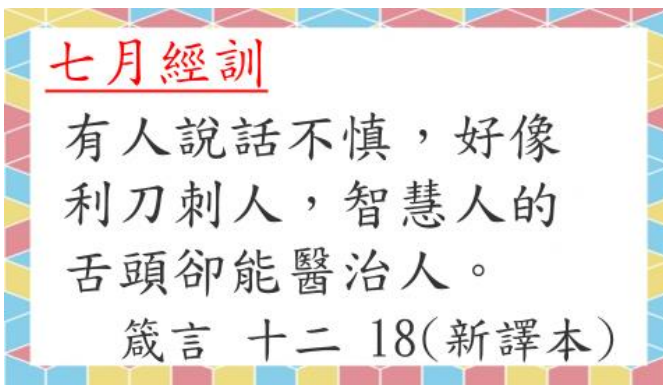 七月經訓
有人說話不慎，好像
利刀刺人，智慧人的
舌頭卻能醫治人。
箴言 十二 18(新譯本)